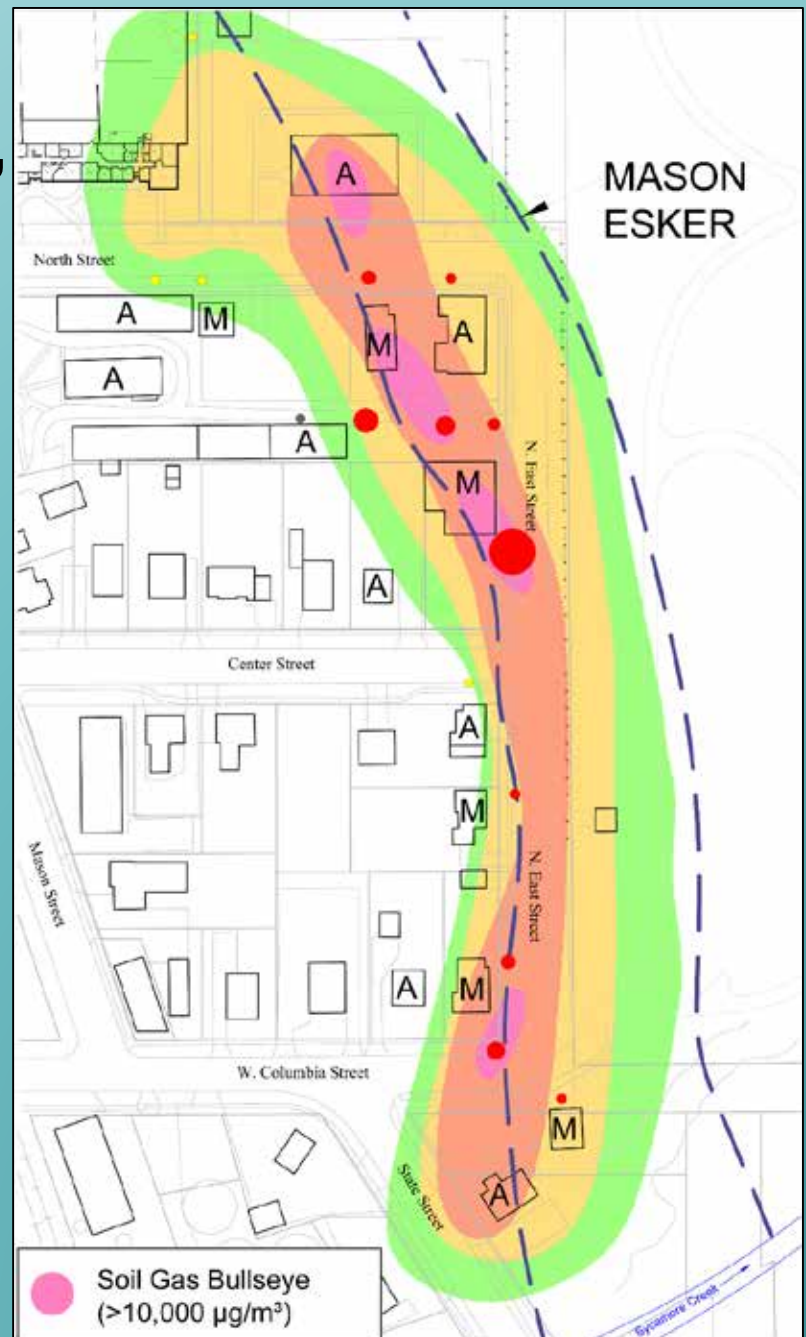 MASON
ESKER
A
North Street
A
M
M
A
A
A
M
N. East Street
A
Center Street
A
M
Mason Street
N. East Street
A
M
W. Columbia Street
M
State Street
A
Soil Gas Bullseye
(>10,000 µg/m³)
Sycamore Creek